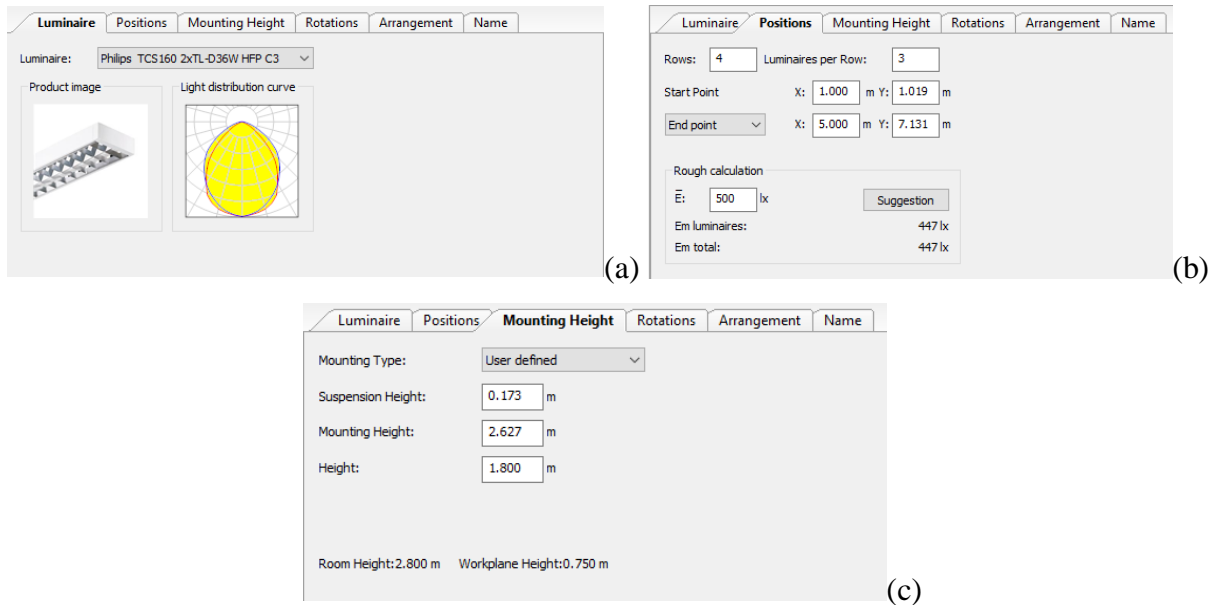 Luminaire Positions Mounting Height Rotations Arrangement Name
Luminaire: Philips TCS160 2xTL-D36W HFP C3
Product image Light distribution curve
(a)
Luminaire Positions Mounting Height Rotations Arrangement Name
Rows: 4 Luminaires per Row: 3
Start Point X: 1.000 m Y: 1.019 m
End point X: 5.000 m Y: 7.131 m
Rough calculation
E̅: 500 lx Suggestion
Em luminaires: 447 lx
Em total: 447 lx
(b)
Luminaire Positions Mounting Height Rotations Arrangement Name
Mounting Type: User defined
Suspension Height: 0.173 m
Mounting Height: 2.627 m
Height: 1.800 m
Room Height:2.800 m Workplane Height:0.750 m
(c)